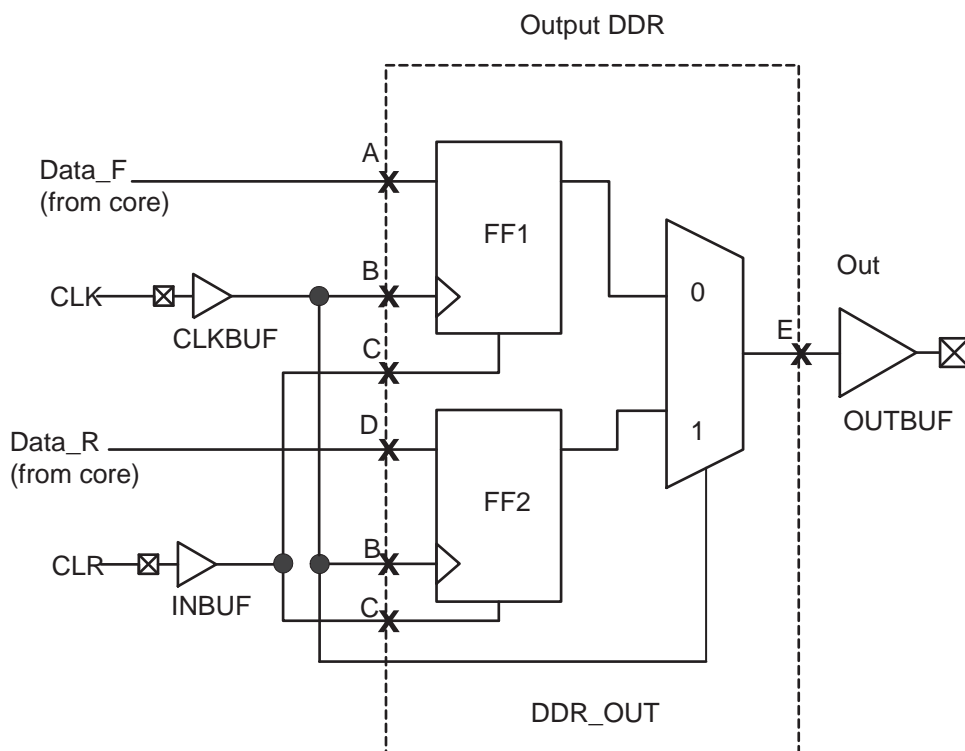 Output DDR
A
Data_F
(from core)
FF1
B
Out
CLK
0
CLKBUF
E
C
D
OUTBUF
Data_R
(from core)
1
FF2
B
CLR
C
INBUF
DDR_OUT